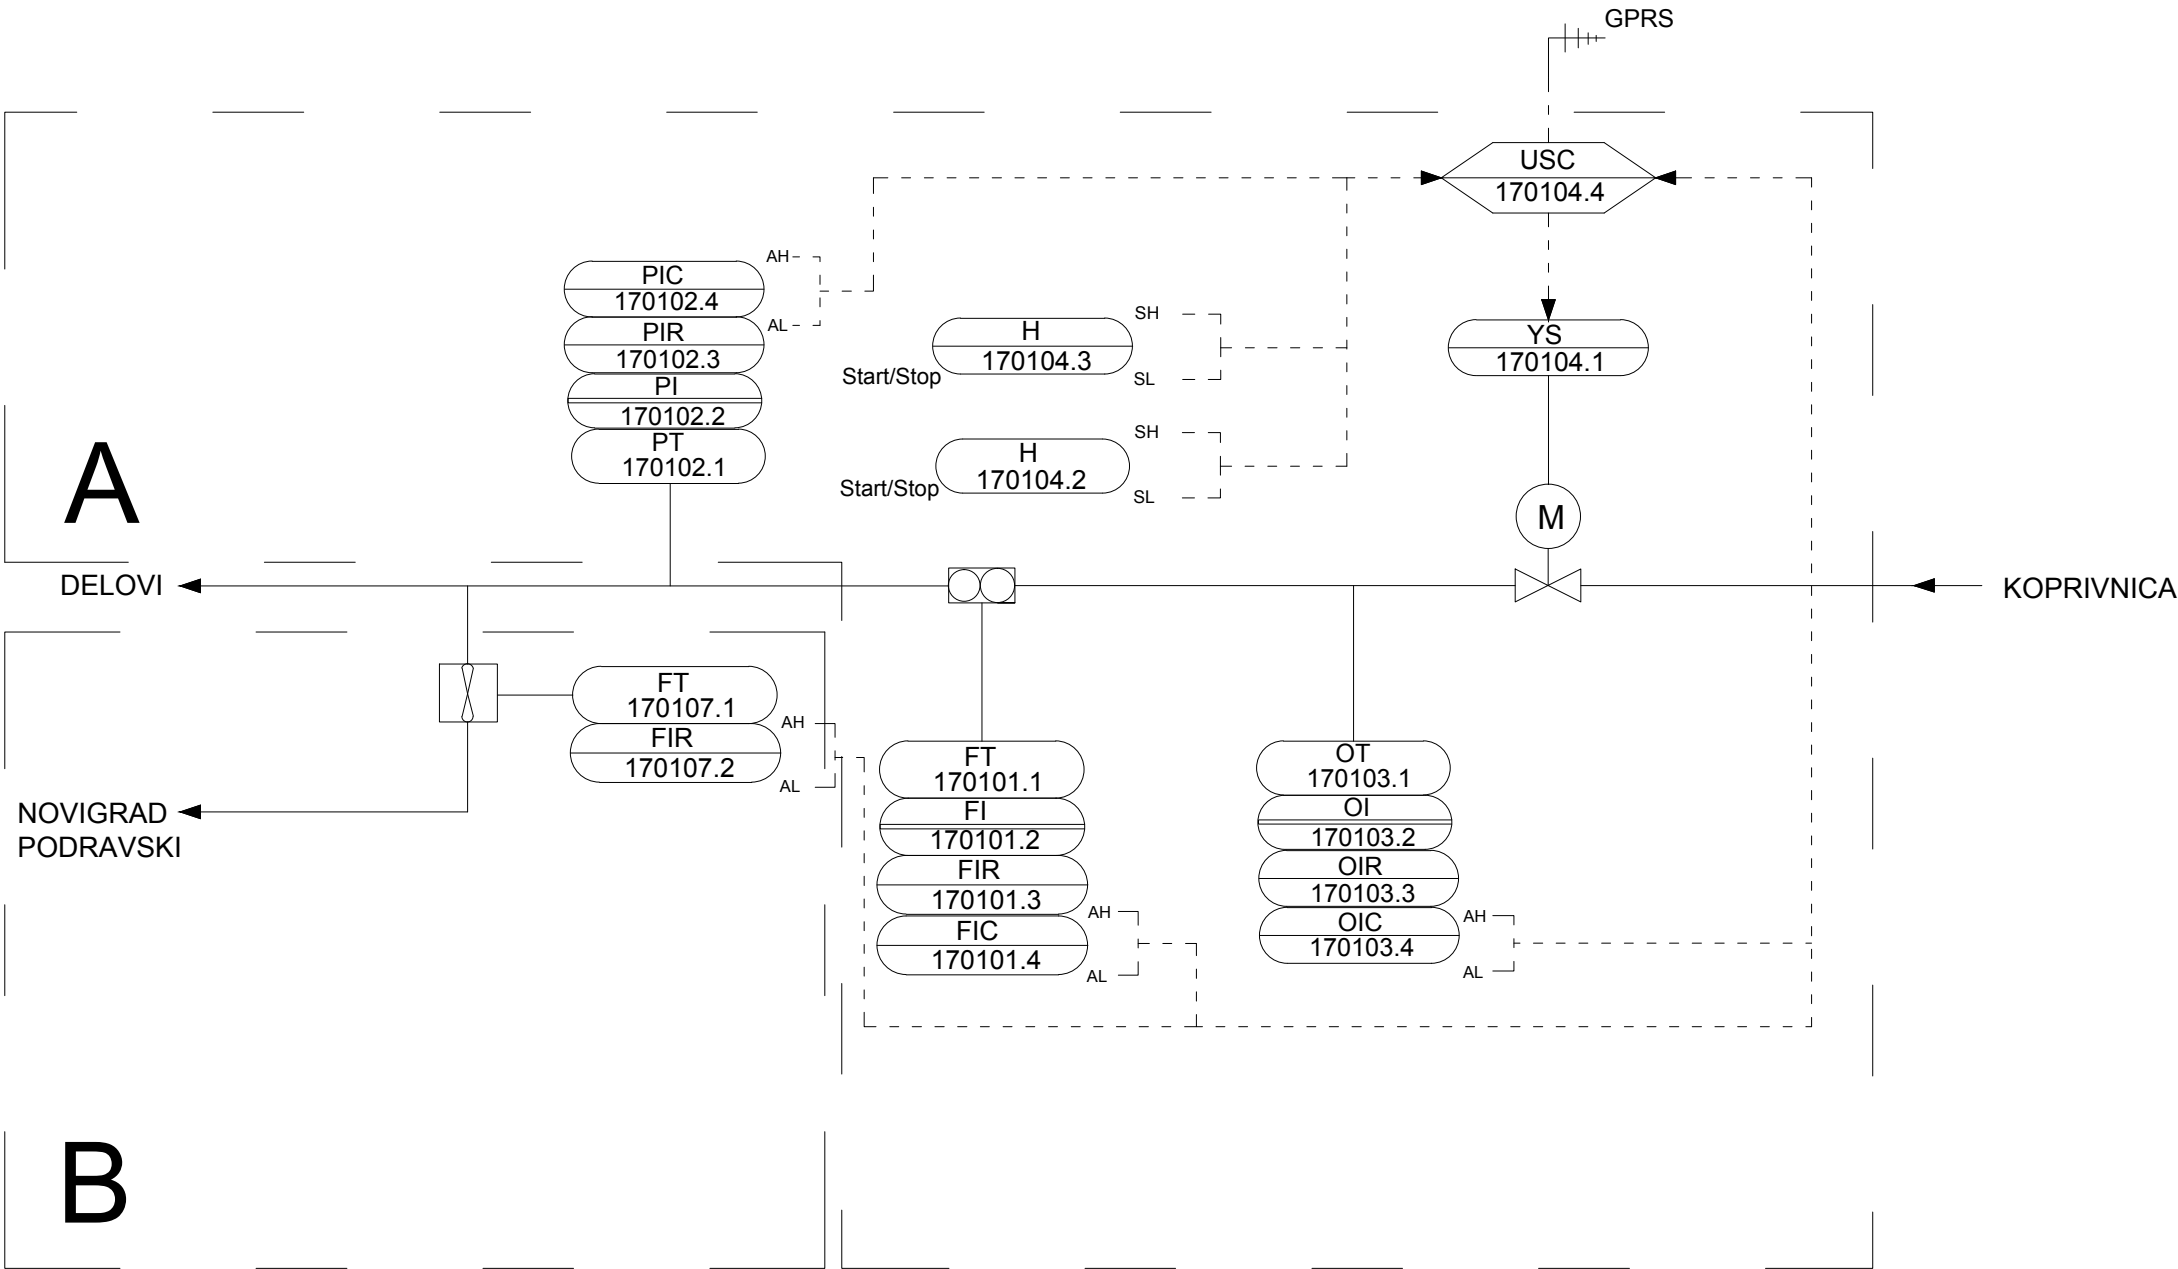 GPRS
USC
170104.4
AH
PIC
170102.4
AL
PIR
170102.3
PI
170102.2
PT
170102.1
SH
H
170104.3
Start/Stop
SL
SH
H
170104.2
Start/Stop
SL
YS
170104.1
M
A
DELOVI
KOPRIVNICA
FT
170107.1
AH
FIR
170107.2
AL
NOVIGRAD
PODRAVSKI
FT
170101.1
FI
170101.2
FIR
170101.3
AH
FIC
170101.4
AL
OT
170103.1
OI
170103.2
OIR
170103.3
AH
OIC
170103.4
AL
B